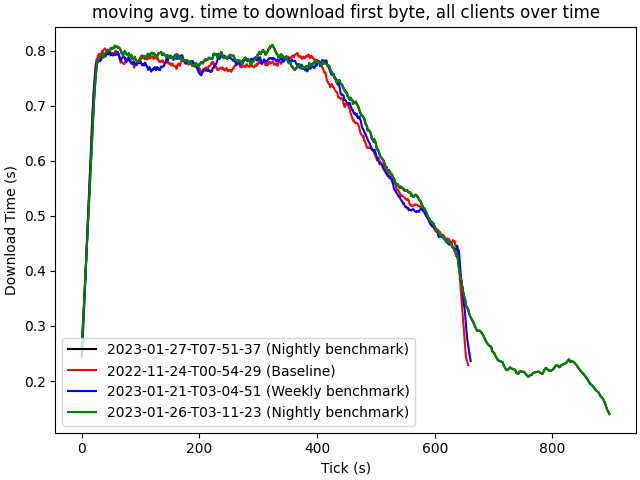 moving avg. time to download first byte, all clients over time
Download Time (s)
0.8
0.7
0.6
0.5
0.4
0.3
0.2
2023-01-27-T07-51-37 (Nightly benchmark)
2022-11-24-T00-54-29 (Baseline)
2023-01-21-T03-04-51 (Weekly benchmark)
2023-01-26-T03-11-23 (Nightly benchmark)
0 200 400 600 800
Tick (s)